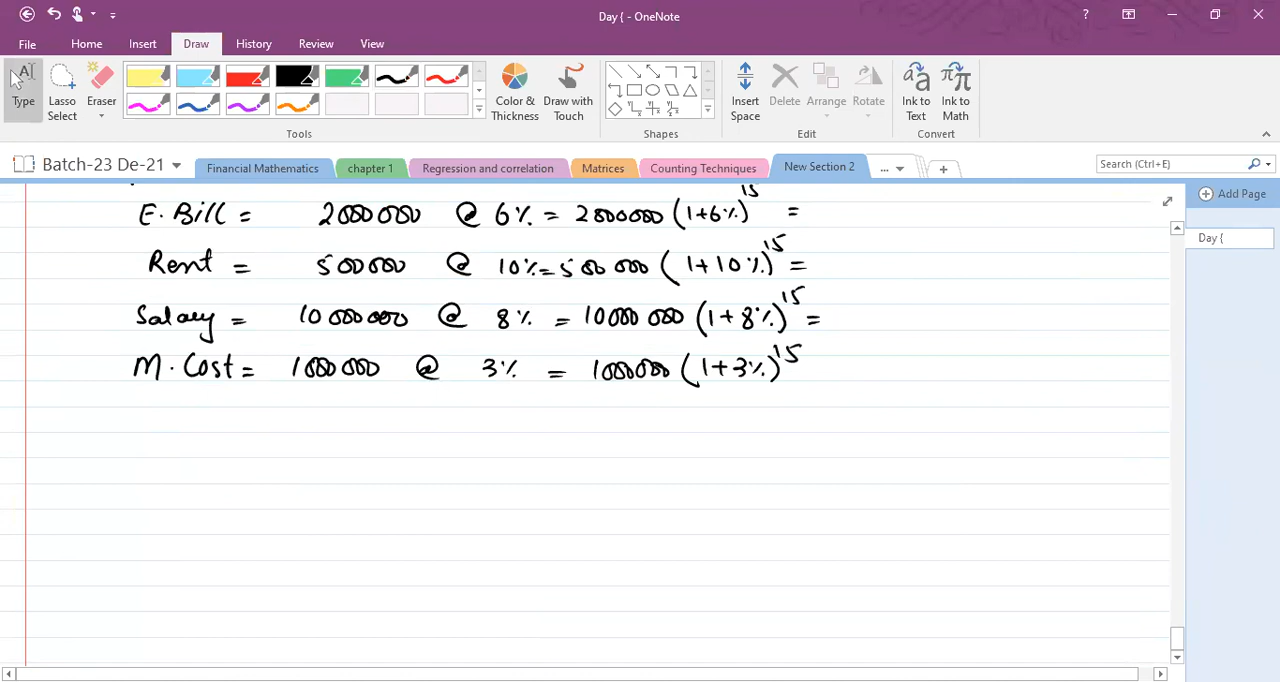 Day { - OneNote
File Home Insert Draw History Review View
Type Lasso Select Eraser Color & Thickness Draw with Touch Insert Space Delete Arrange Rotate Ink to Text Ink to Math
Tools Shapes Edit Convert
Batch-23 De-21 Financial Mathematics chapter 1 Regression and correlation Matrices Counting Techniques New Section 2 ... + Search (Ctrl+E)
Add Page
Day {
E. Bill = 2000000 @ 6% = 2000000 (1+6%)^15 =
Rent = 500000 @ 10% = 500000 (1+10%)^15 =
Salary = 10000000 @ 8% = 10000000 (1+8%)^15 =
M. Cost = 1000000 @ 3% = 1000000 (1+3%)^15